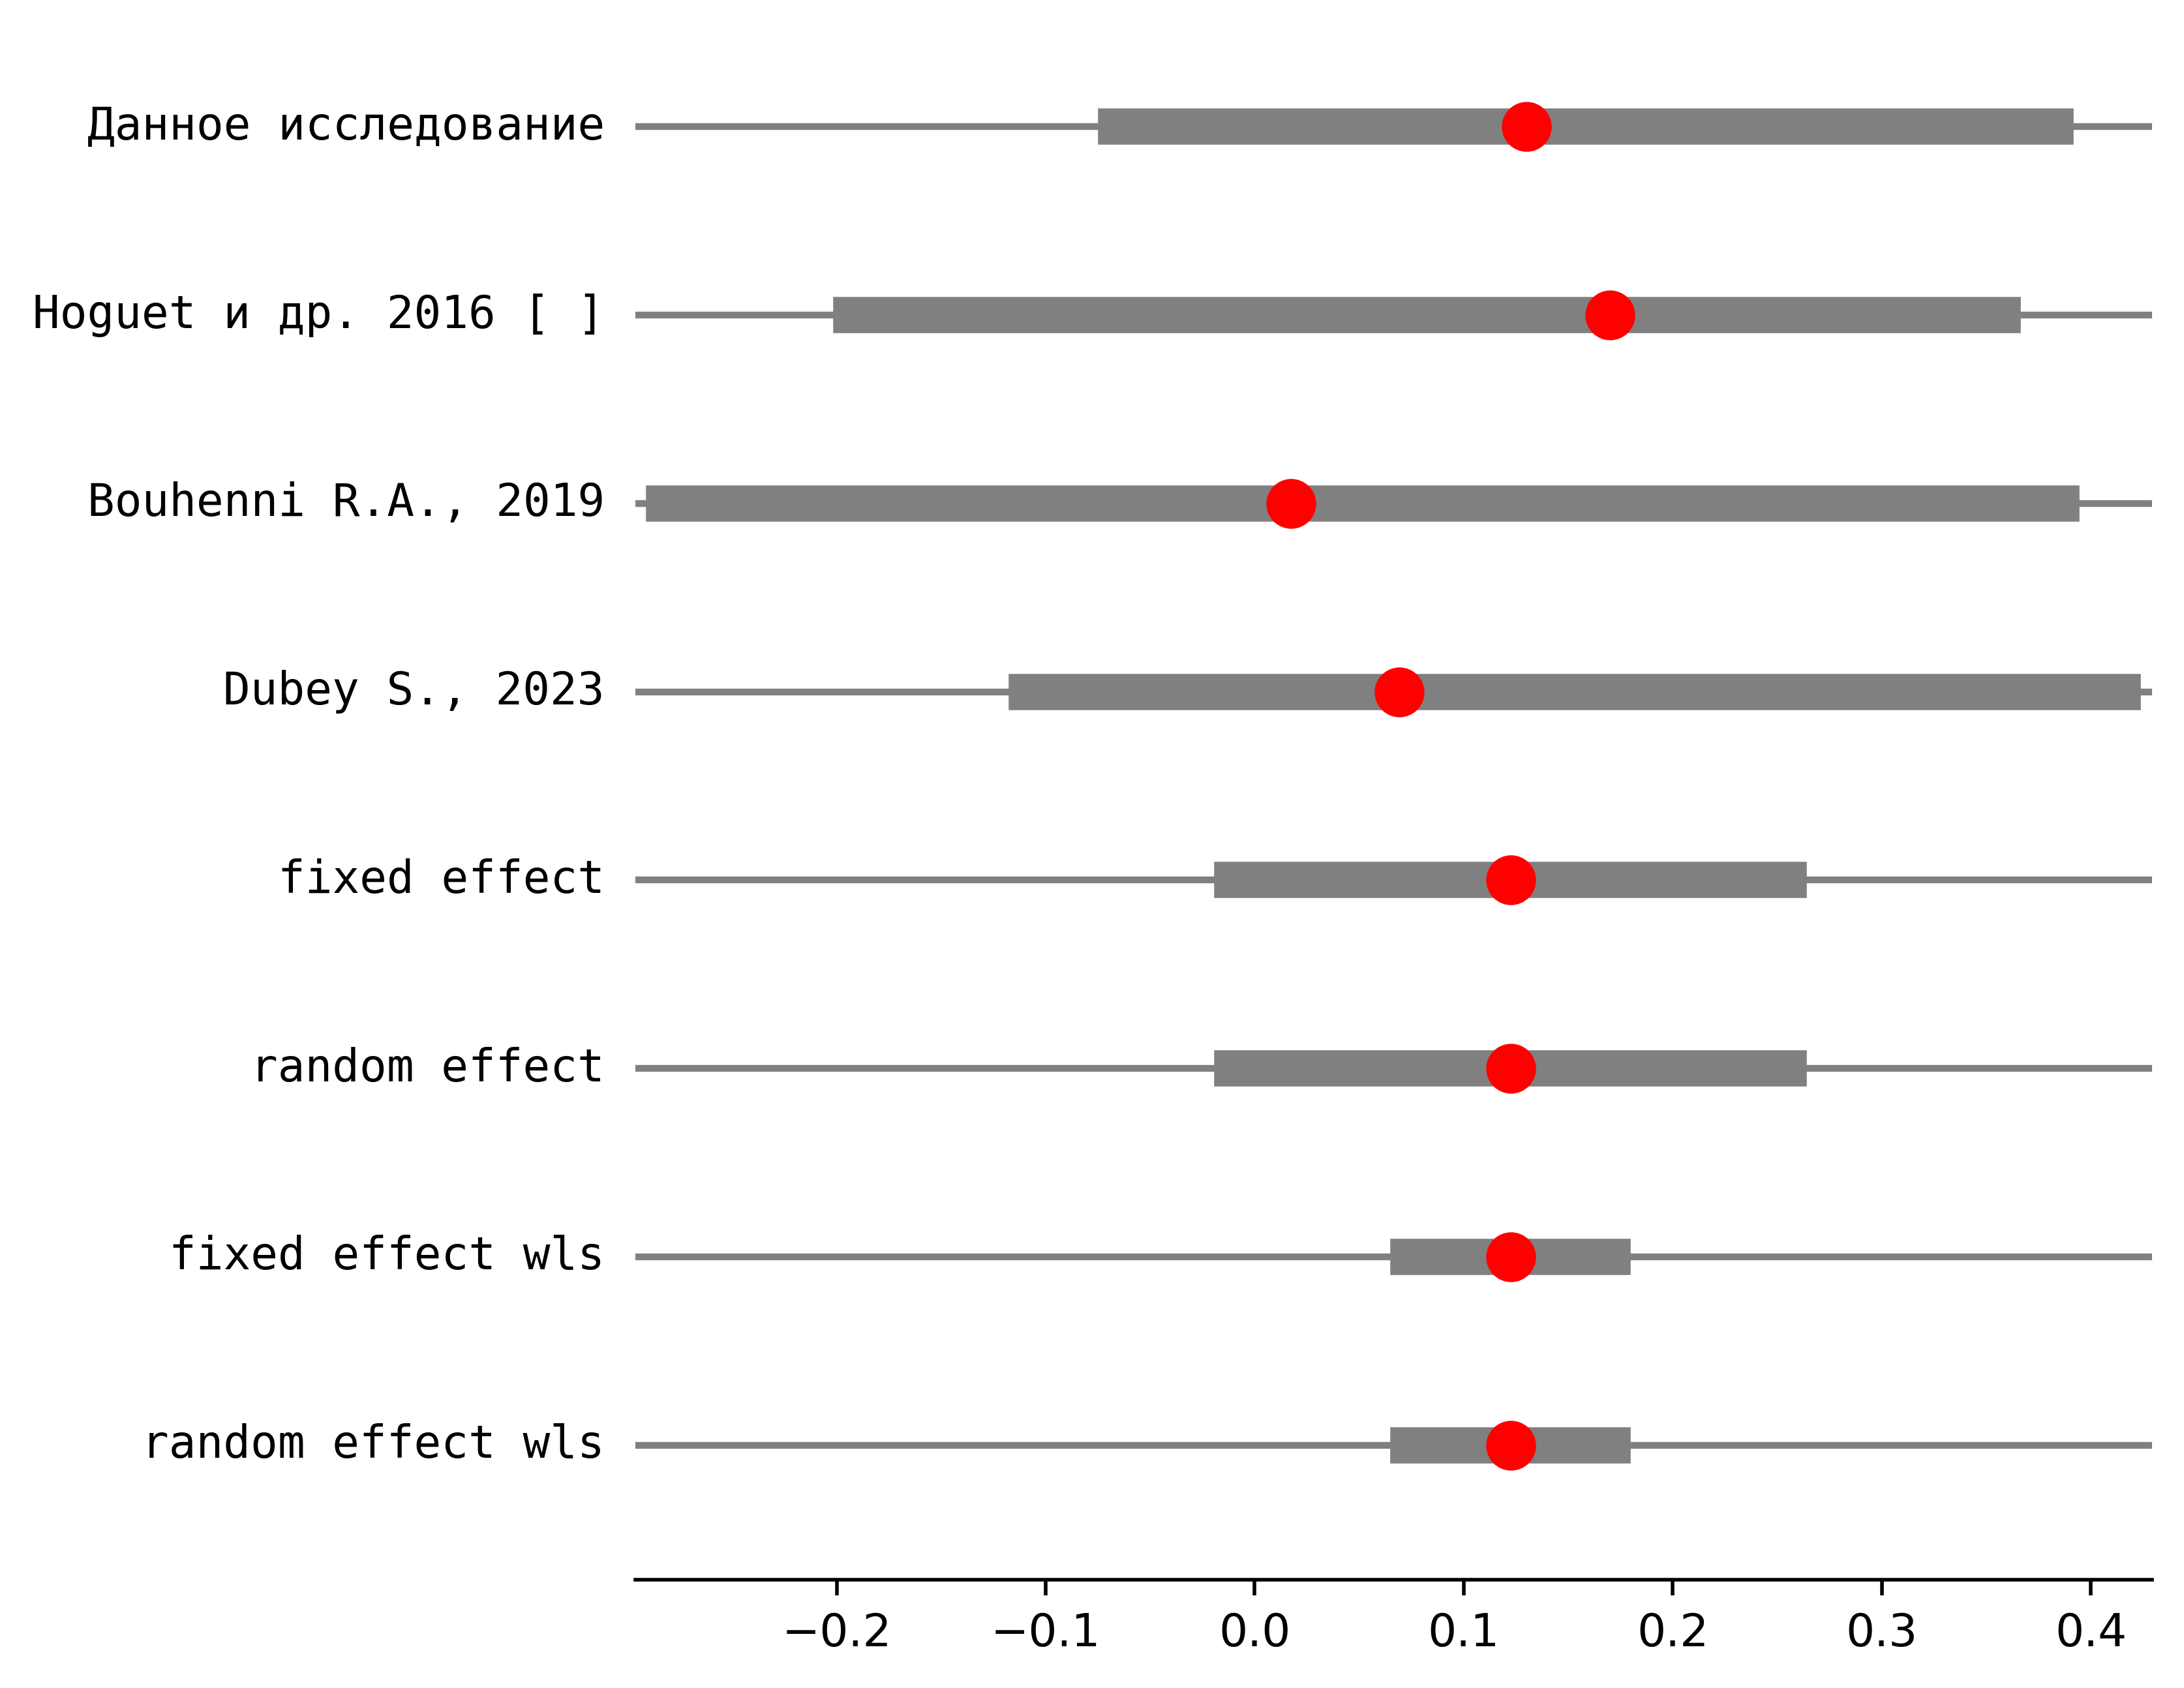 Данное исследование
Hoguet и др. 2016 [ ]
Bouhenni R.A., 2019
Dubey S., 2023
fixed effect
random effect
fixed effect wls
random effect wls
−0.2 −0.1 0.0 0.1 0.2 0.3 0.4